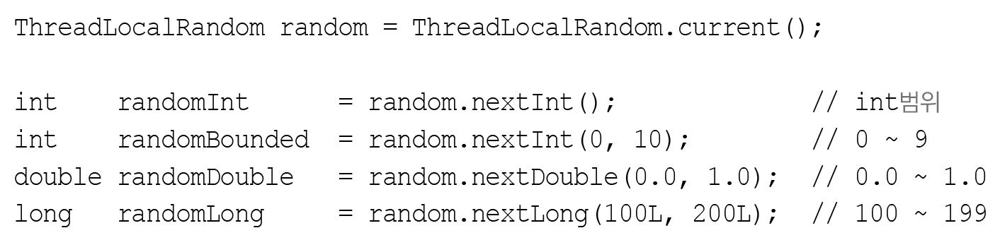 ThreadLocalRandom random = ThreadLocalRandom.current();
int    randomInt      = random.nextInt();             // int범위
int    randomBounded  = random.nextInt(0, 10);        // 0 ~ 9
double randomDouble   = random.nextDouble(0.0, 1.0);  // 0.0 ~ 1.0
long   randomLong     = random.nextLong(100L, 200L);  // 100 ~ 199